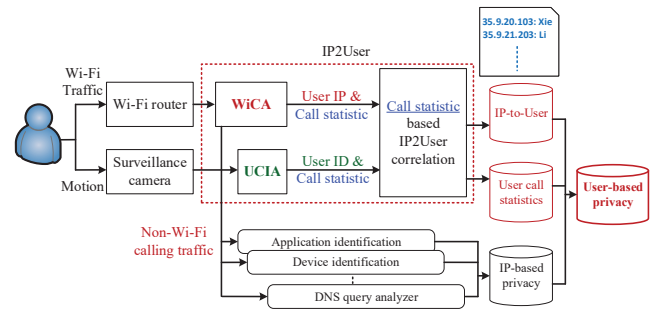 35.9.20.103: Xie
35.9.21.203: Li
IP2User
Wi-Fi
Traffic
Wi-Fi router
WiCA
User IP &
Call statistic
Call statistic
based
IP2User
correlation
IP-to-User
Motion
Surveillance
camera
UCIA
User ID &
Call statistic
User call
statistics
User-based
privacy
Non-Wi-Fi
calling traffic
Application identification
Device identification
DNS query analyzer
IP-based
privacy